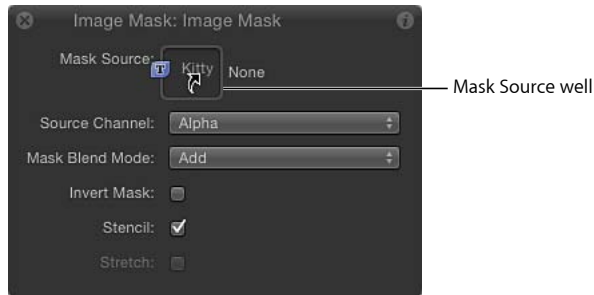 Image Mask: Image Mask
Mask Source: T Kitty None
Mask Source well
Source Channel: Alpha
Mask Blend Mode: Add
Invert Mask:
Stencil:
Stretch: